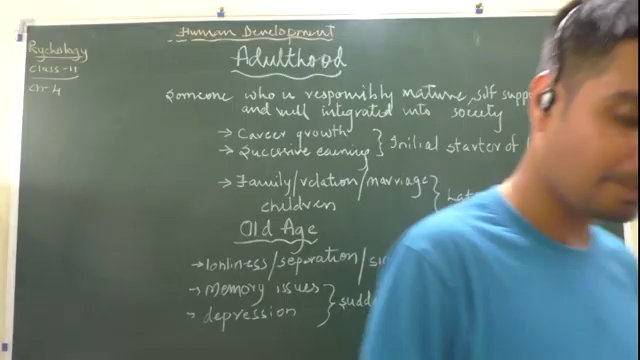 Human Development
Psychology
Class-11
Ch-4
Adulthood
Someone who is responsibly mature, self supp
and well integrated into society
→ Career growth
→ Successive earning } Initial starter of
→ Family/relation/marriage
children }
Old Age
→ lonliness/separation/
→ Memory issues
→ depression } sudd